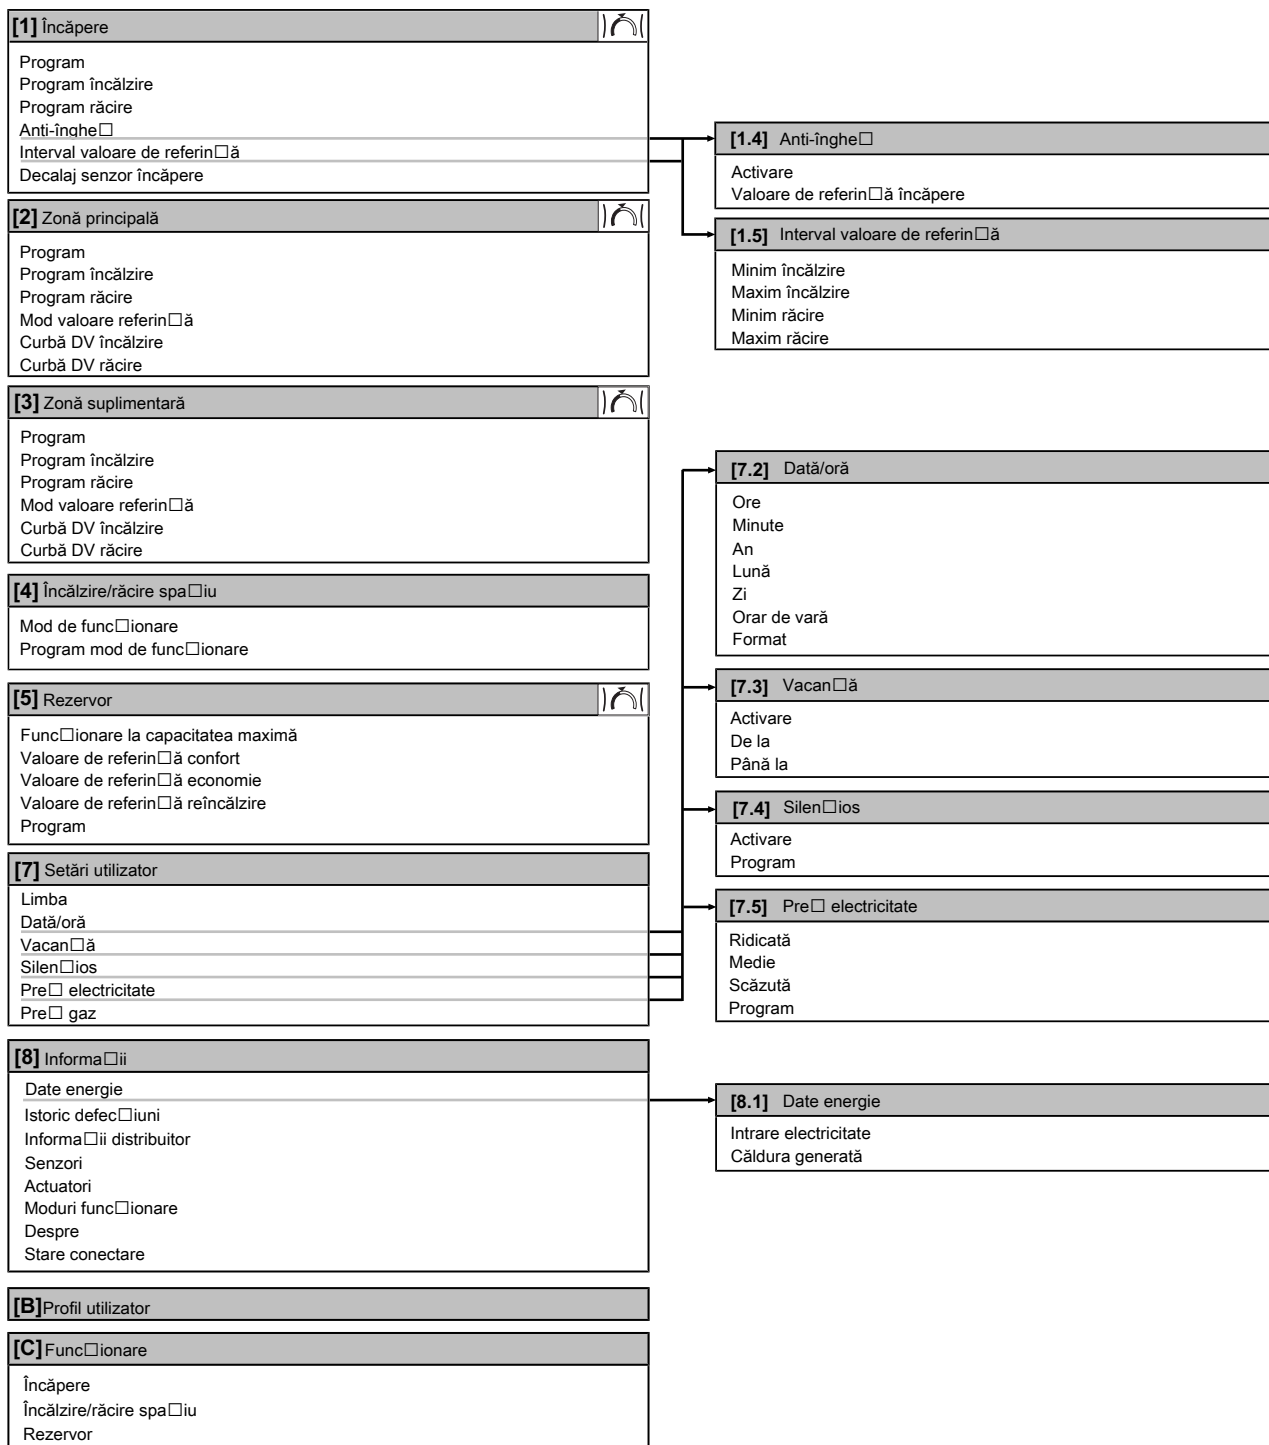 [1] Încăpere
Program
Program încălzire
Program răcire
Anti-înghe□
Interval valoare de referin□ă
Decalaj senzor încăpere
[1.4] Anti-înghe□
Activare
Valoare de referin□ă încăpere
[1.5] Interval valoare de referin□ă
Minim încălzire
Maxim încălzire
Minim răcire
Maxim răcire
[2] Zonă principală
Program
Program încălzire
Program răcire
Mod valoare referin□ă
Curbă DV încălzire
Curbă DV răcire
[3] Zonă suplimentară
Program
Program încălzire
Program răcire
Mod valoare referin□ă
Curbă DV încălzire
Curbă DV răcire
[4] Încălzire/răcire spa□iu
Mod de func□ionare
Program mod de func□ionare
[5] Rezervor
Func□ionare la capacitatea maximă
Valoare de referin□ă confort
Valoare de referin□ă economie
Valoare de referin□ă reîncălzire
Program
[7] Setări utilizator
Limba
Dată/oră
Vacan□ă
Silen□ios
Pre□ electricitate
Pre□ gaz
[7.2] Dată/oră
Ore
Minute
An
Lună
Zi
Orar de vară
Format
[7.3] Vacan□ă
Activare
De la
Până la
[7.4] Silen□ios
Activare
Program
[7.5] Pre□ electricitate
Ridicată
Medie
Scăzută
Program
[8] Informa□ii
Date energie
Istoric defec□iuni
Informa□ii distribuitor
Senzori
Actuatori
Moduri func□ionare
Despre
Stare conectare
[8.1] Date energie
Intrare electricitate
Căldura generată
[B] Profil utilizator
[C] Func□ionare
Încăpere
Încălzire/răcire spa□iu
Rezervor